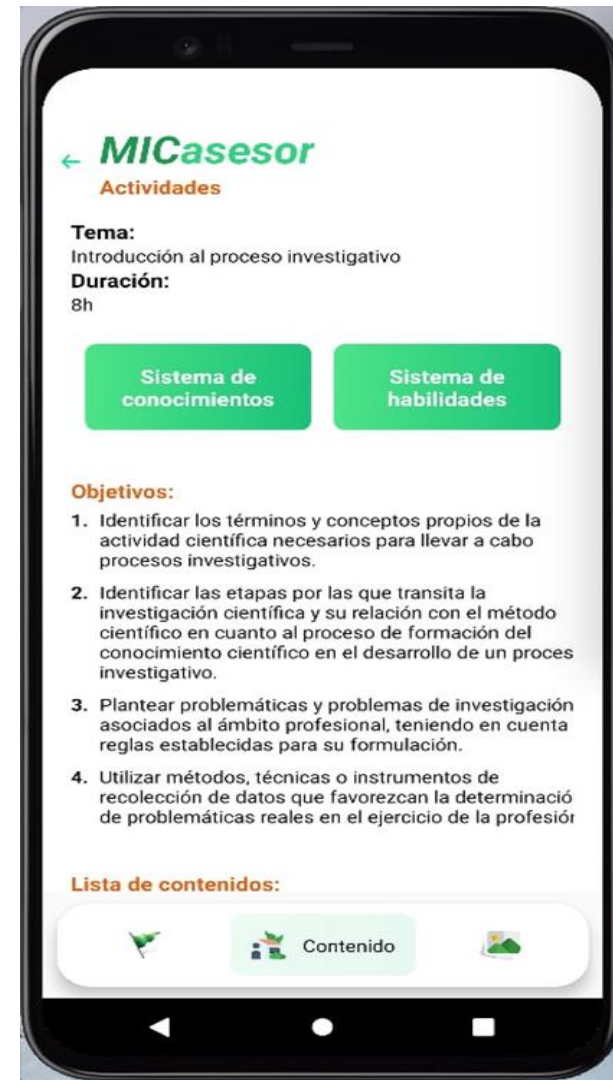 MICasesor
Actividades
Tema:
Introducción al proceso investigativo
Duración:
8h
Sistema de
conocimientos
Sistema de
habilidades
Objetivos:
1. Identificar los términos y conceptos propios de la
actividad científica necesarios para llevar a cabo
procesos investigativos.
2. Identificar las etapas por las que transita la
investigación científica y su relación con el método
científico en cuanto al proceso de formación del
conocimiento científico en el desarrollo de un proces
investigativo.
3. Plantear problemáticas y problemas de investigación
asociados al ámbito profesional, teniendo en cuenta
reglas establecidas para su formulación.
4. Utilizar métodos, técnicas o instrumentos de
recolección de datos que favorezcan la determinació
de problemáticas reales en el ejercicio de la profesión
Lista de contenidos:
Contenido